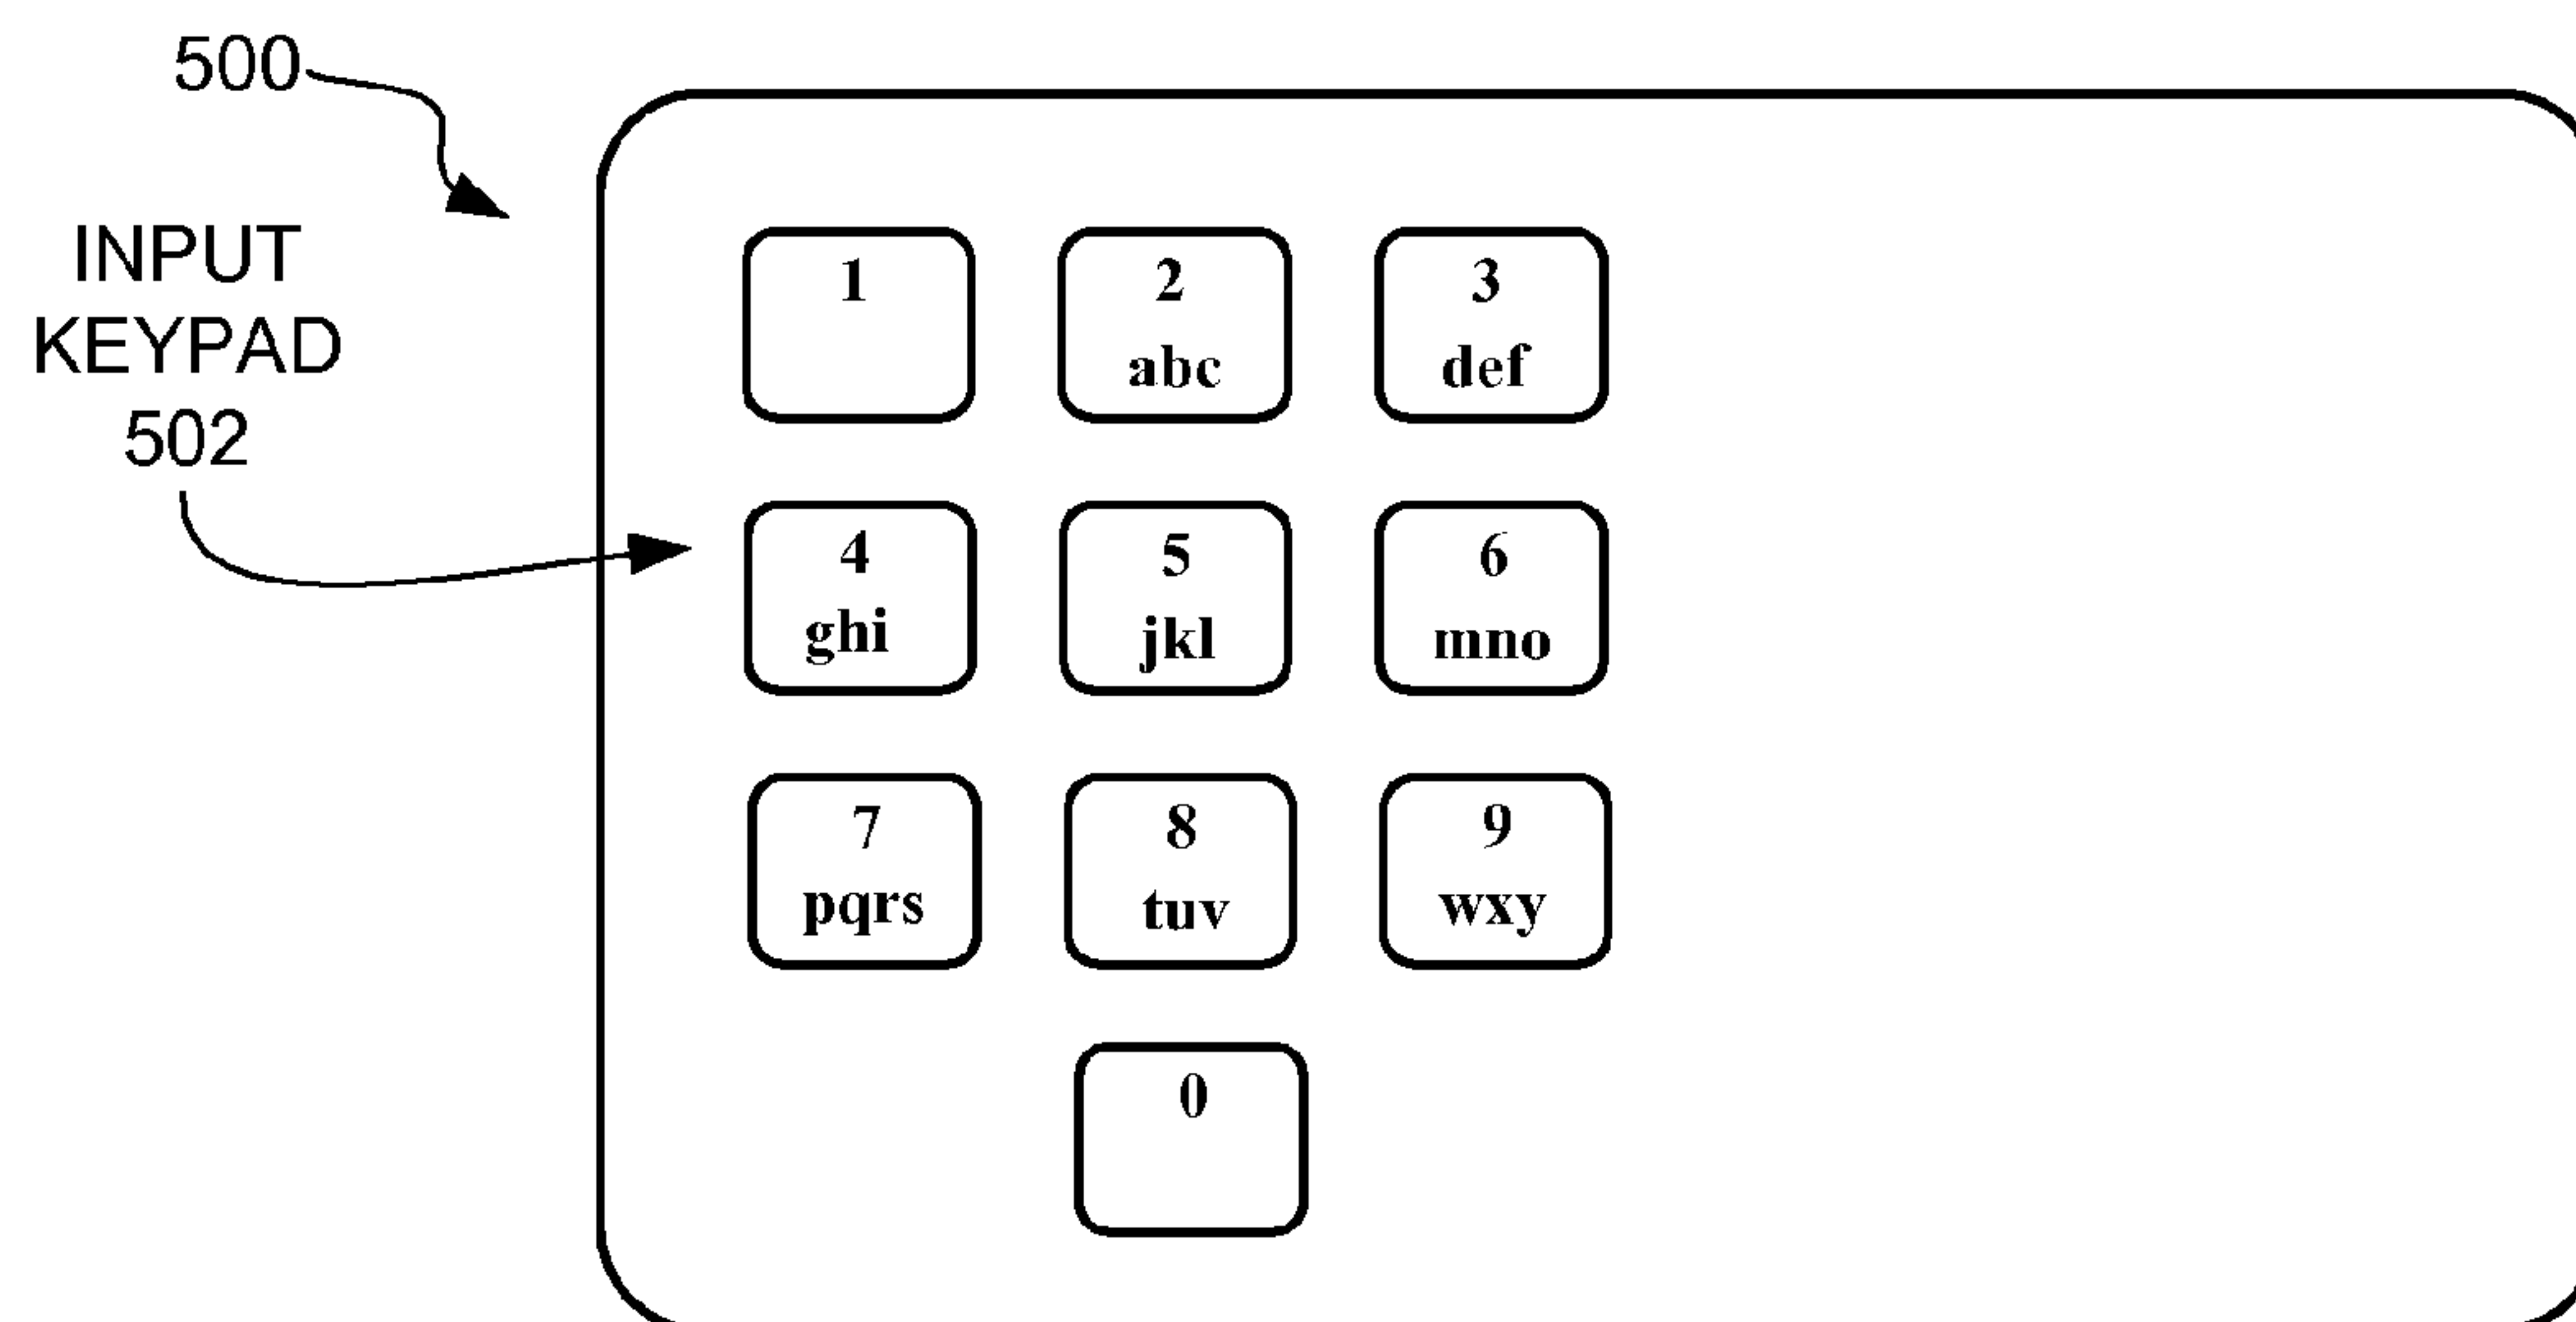 500
INPUT
KEYPAD
502
1 2 3
abc def
4 5 6
ghi jkl mno
7 8 9
pqrs tuv wxy
0